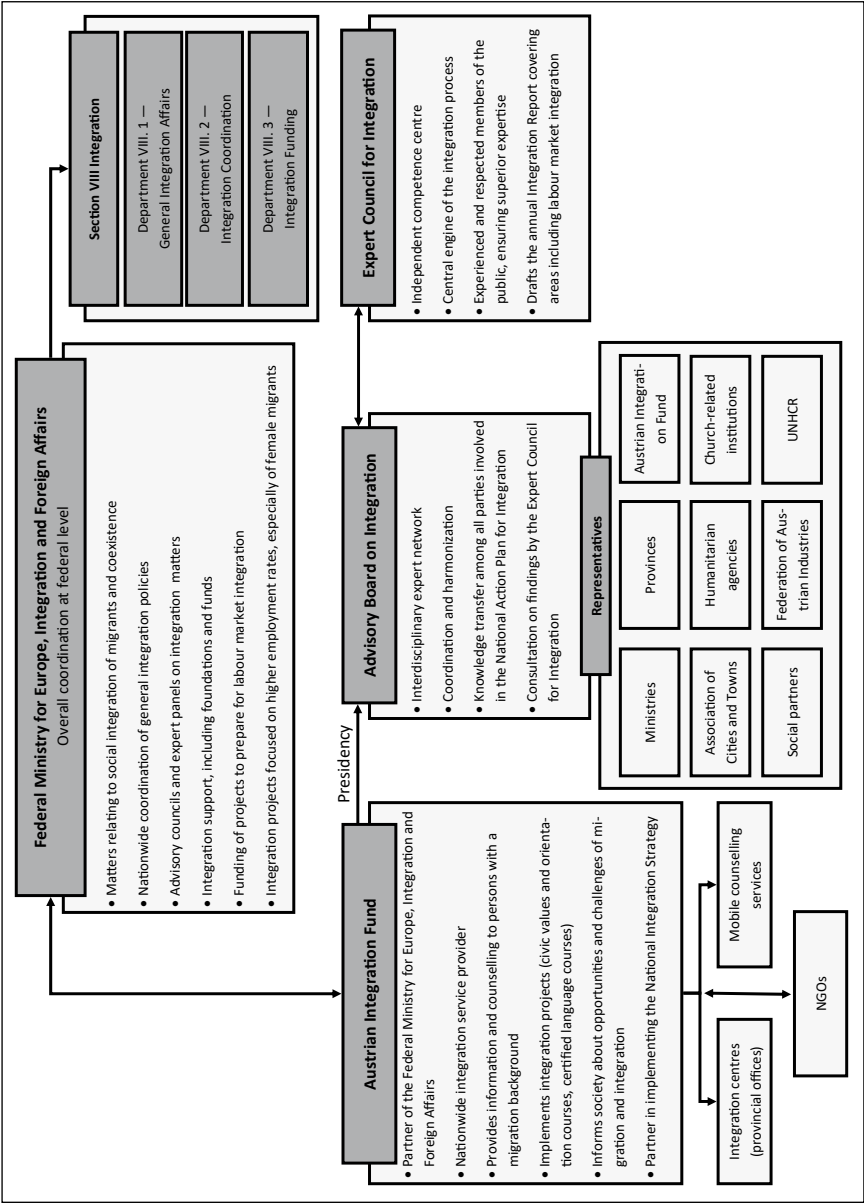 Federal Ministry for Europe, Integration and Foreign Affairs
Overall coordination at federal level
• Matters relating to social integration of migrants and coexistence
• Nationwide coordination of general integration policies
• Advisory councils and expert panels on integration matters
• Integration support, including foundations and funds
• Funding of projects to prepare for labour market integration
• Integration projects focused on higher employment rates, especially of female migrants
Section VIII Integration
Department VIII. 1 —
General Integration Affairs
Department VIII. 2 —
Integration Coordination
Department VIII. 3 —
Integration Funding
Austrian Integration Fund
• Partner of the Federal Ministry for Europe, Integration and
Foreign Affairs
• Nationwide integration service provider
• Provides information and counselling to persons with a
migration background
• Implements integration projects (civic values and orienta-
tion courses, certified language courses)
• Informs society about opportunities and challenges of mi-
gration and integration
• Partner in implementing the National Integration Strategy
Presidency
Advisory Board on Integration
• Interdisciplinary expert network
• Coordination and harmonization
• Knowledge transfer among all parties involved
in the National Action Plan for Integration
• Consultation on findings by the Expert Council
for Integration
Expert Council for Integration
• Independent competence centre
• Central engine of the integration process
• Experienced and respected members of the
public, ensuring superior expertise
• Drafts the annual Integration Report covering
areas including labour market integration
Representatives
Ministries
Provinces
Austrian Integrati-
on Fund
Association of
Cities and Towns
Humanitarian
agencies
Church-related
institutions
Social partners
Federation of Aus-
trian Industries
UNHCR
Integration centres
(provincial offices)
Mobile counselling
services
NGOs